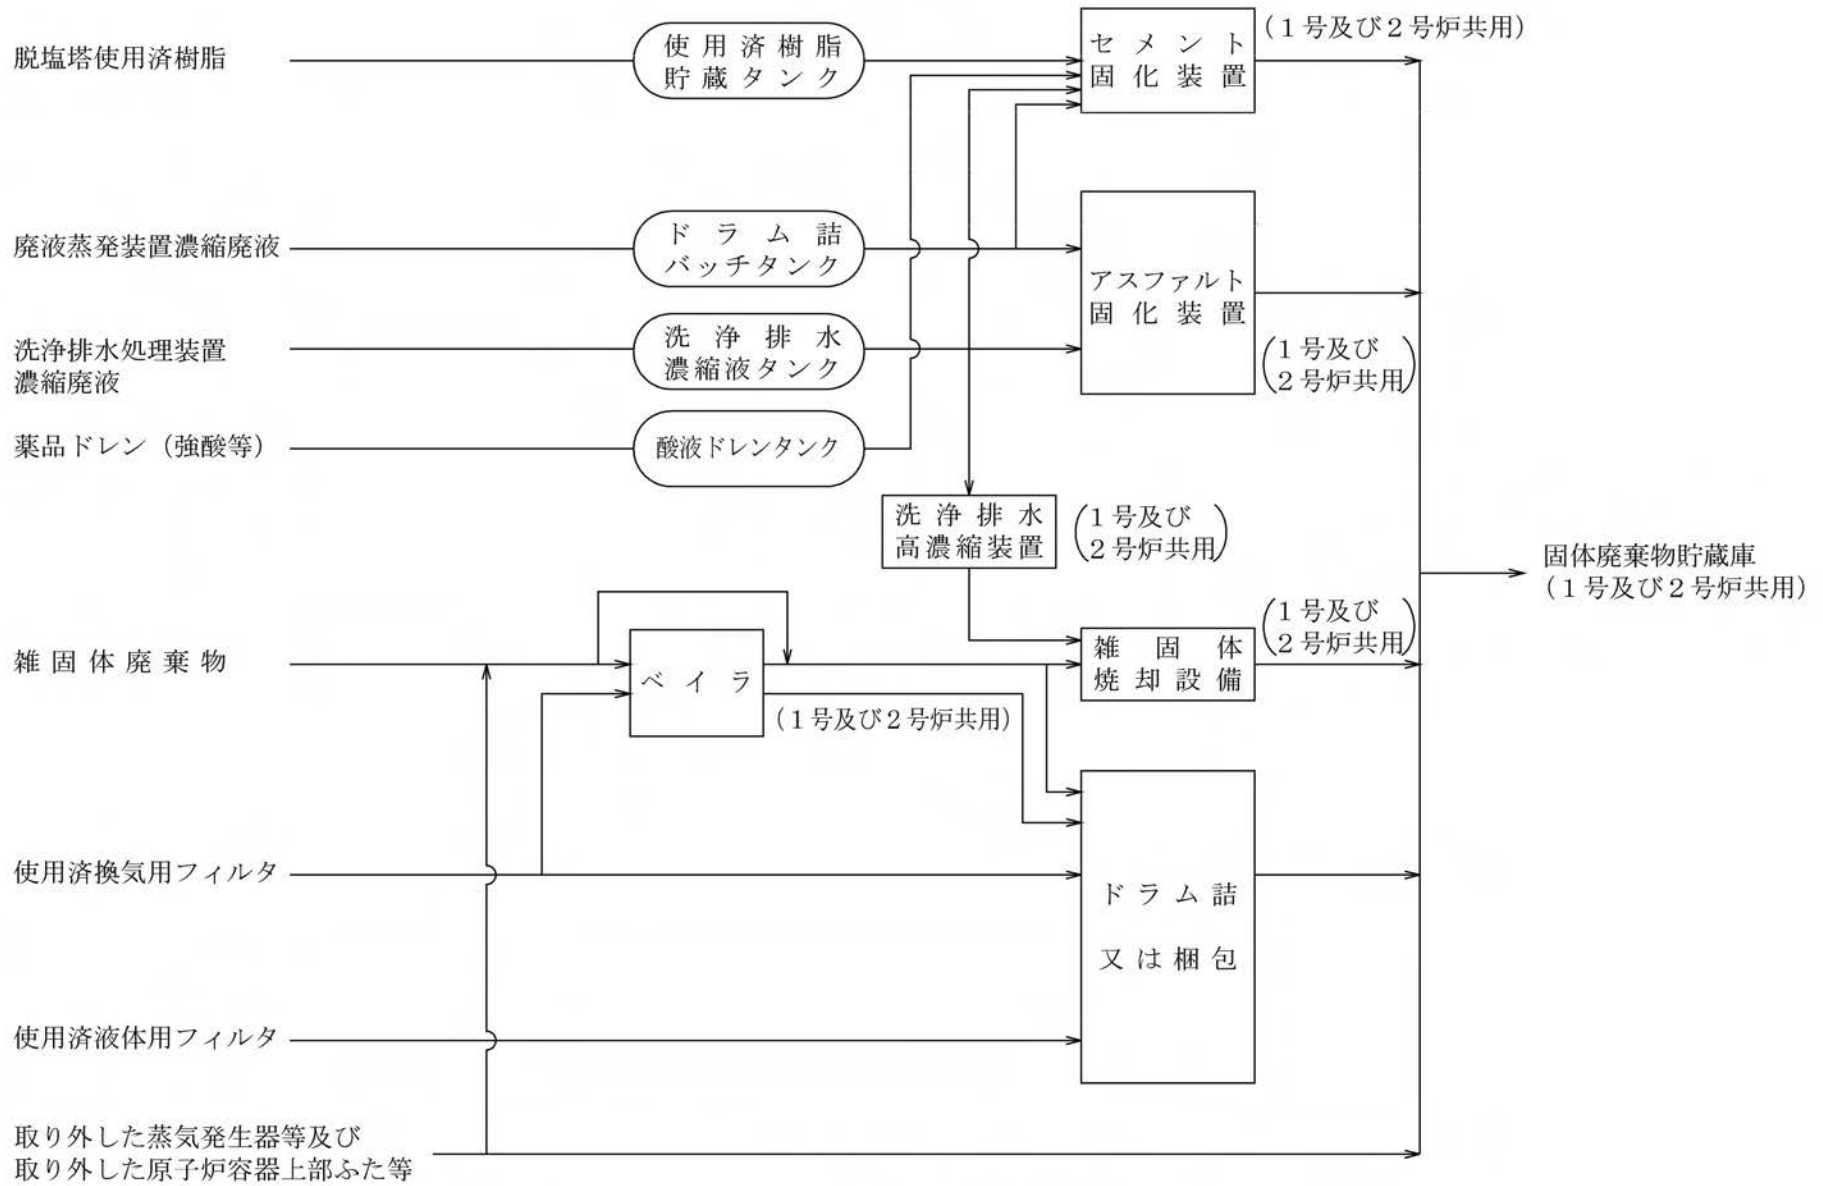 脱塩塔使用済樹脂
使用済樹脂
貯蔵タンク
セメント
固化装置
（１号及び２号炉共用）
廃液蒸発装置濃縮廃液
ドラム詰
バッチタンク
アスファルト
固化装置
（１号及び
２号炉共用）
洗浄排水処理装置
濃縮廃液
洗浄排水
濃縮液タンク
薬品ドレン（強酸等）
酸液ドレンタンク
洗浄排水
高濃縮装置
（１号及び
２号炉共用）
固体廃棄物貯蔵庫
（１号及び２号炉共用）
雑固体廃棄物
ベイラ
（１号及び２号炉共用）
雑固体
焼却設備
（１号及び
２号炉共用）
使用済換気用フィルタ
ドラム詰
又は梱包
使用済液体用フィルタ
取り外した蒸気発生器等及び
取り外した原子炉容器上部ふた等